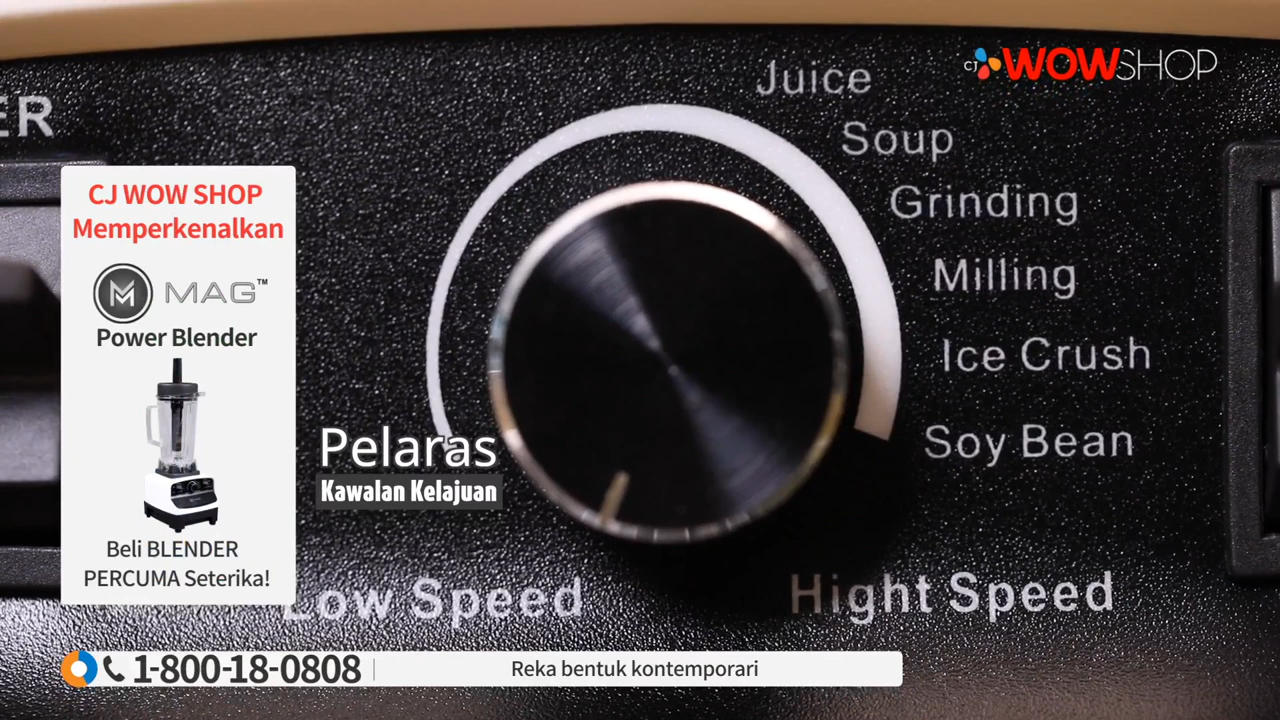 CJ WOWSHOP
Juice
Soup
Grinding
Milling
Ice Crush
Soy Bean
Low Speed
Hight Speed
ER
CJ WOW SHOP
Memperkenalkan
M MAG™
Power Blender
Beli BLENDER
PERCUMA Seterika!
Pelaras
Kawalan Kelajuan
1-800-18-0808
Reka bentuk kontemporari